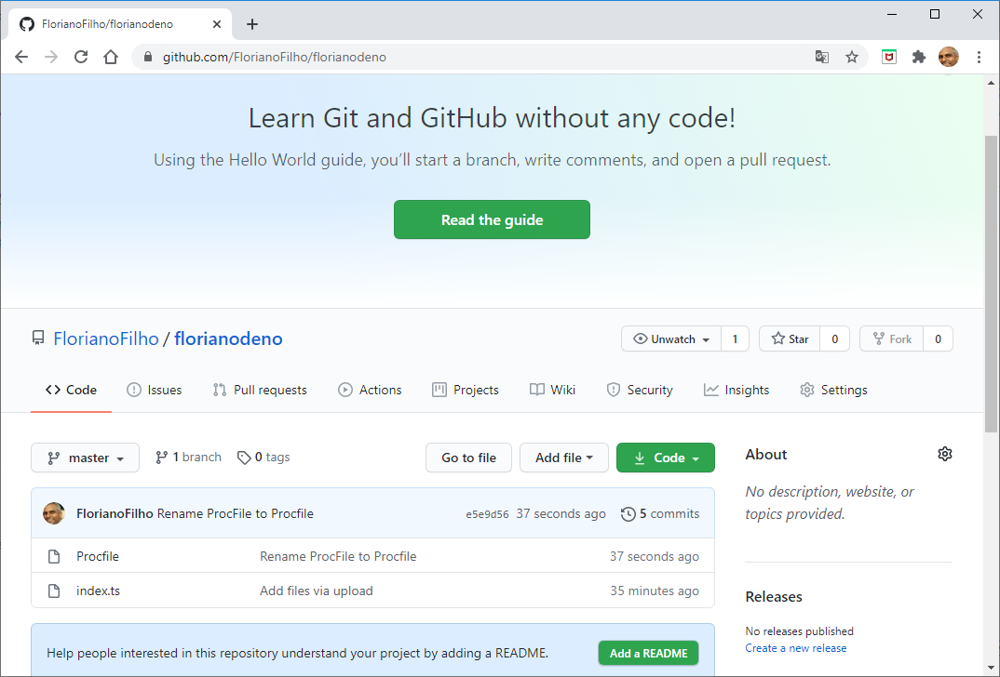 FlorianoFilho/florianodeno
github.com/FlorianoFilho/florianodeno
Learn Git and GitHub without any code!
Using the Hello World guide, you’ll start a branch, write comments, and open a pull request.
Read the guide
FlorianoFilho / florianodeno
Unwatch 1 Star 0 Fork 0
Code Issues Pull requests Actions Projects Wiki Security Insights Settings
master 1 branch 0 tags Go to file Add file Code
FlorianoFilho Rename ProcFile to Procfile e5e9d56 37 seconds ago 5 commits
Procfile Rename ProcFile to Procfile 37 seconds ago
index.ts Add files via upload 35 minutes ago
Help people interested in this repository understand your project by adding a README. Add a README
About
No description, website, or
topics provided.
Releases
No releases published
Create a new release